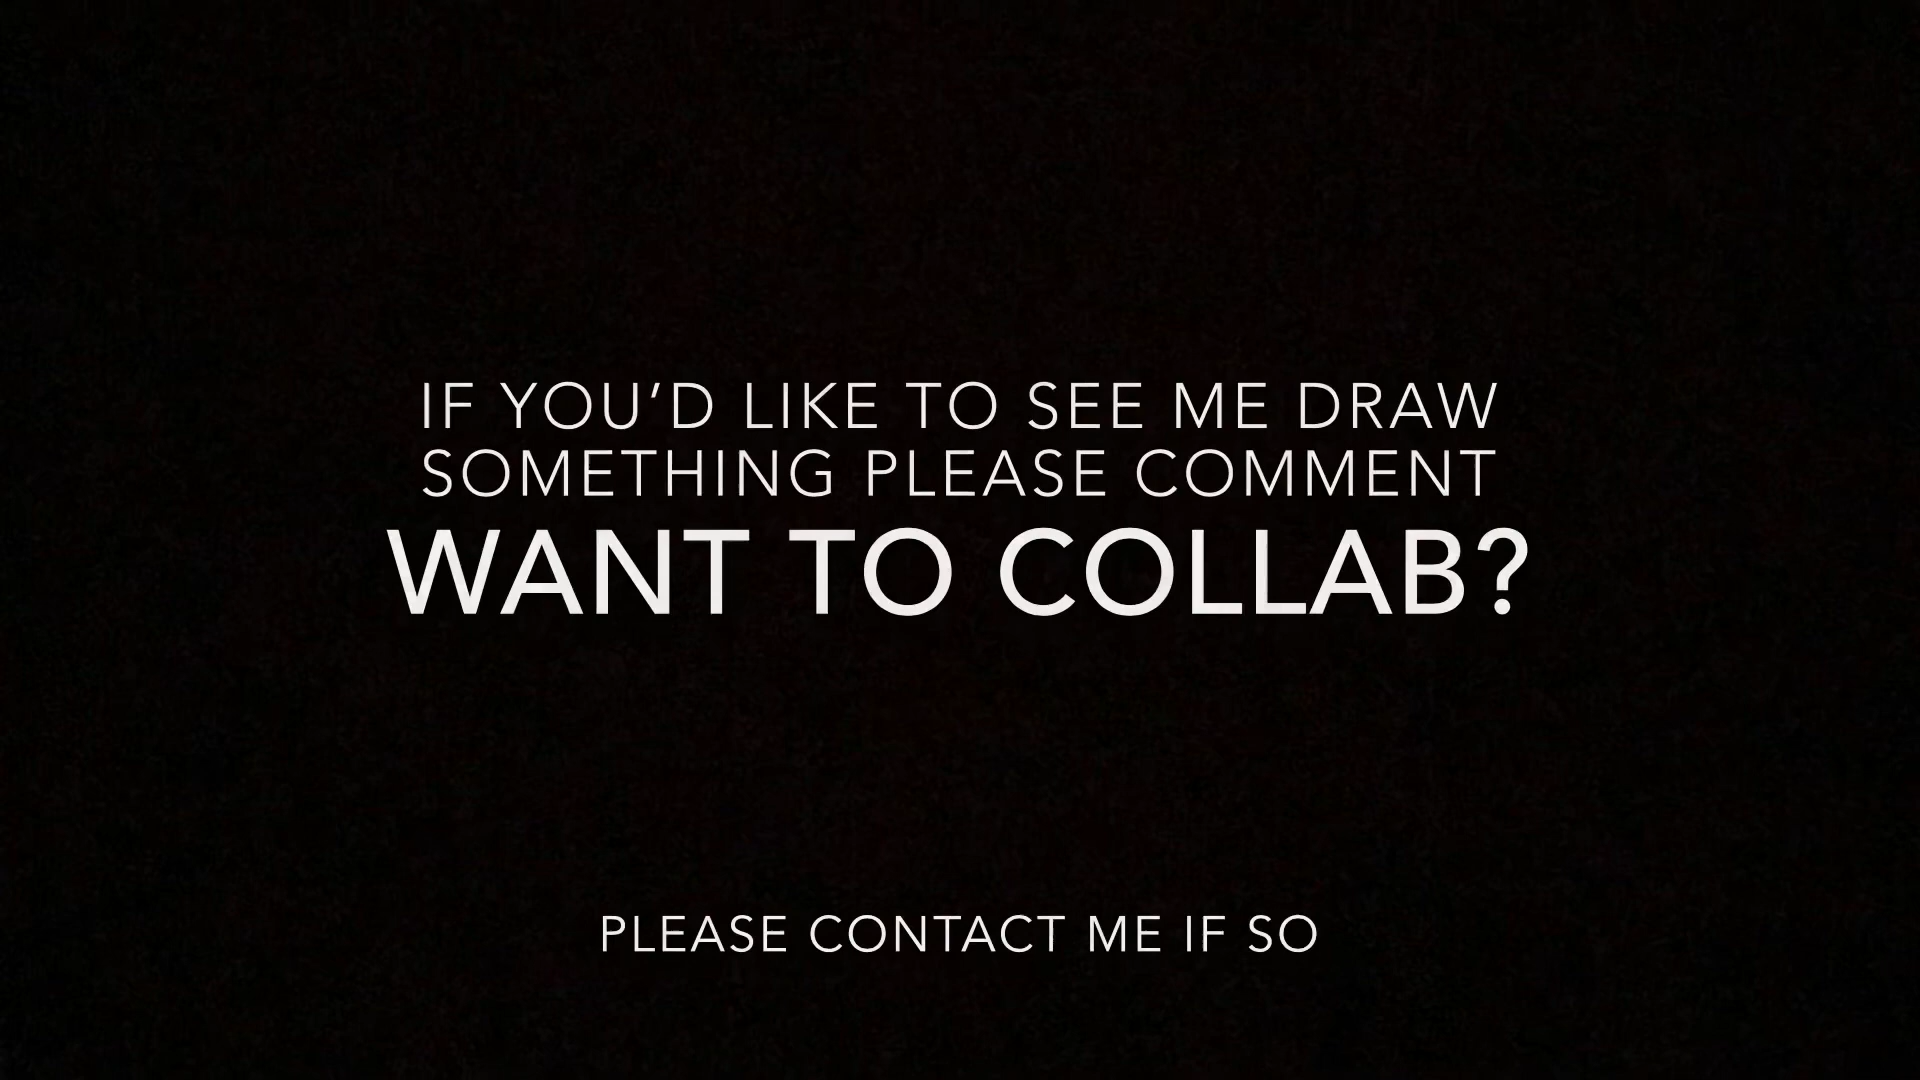 IF YOU’D LIKE TO SEE ME DRAW
SOMETHING PLEASE COMMENT
WANT TO COLLAB?
PLEASE CONTACT ME IF SO